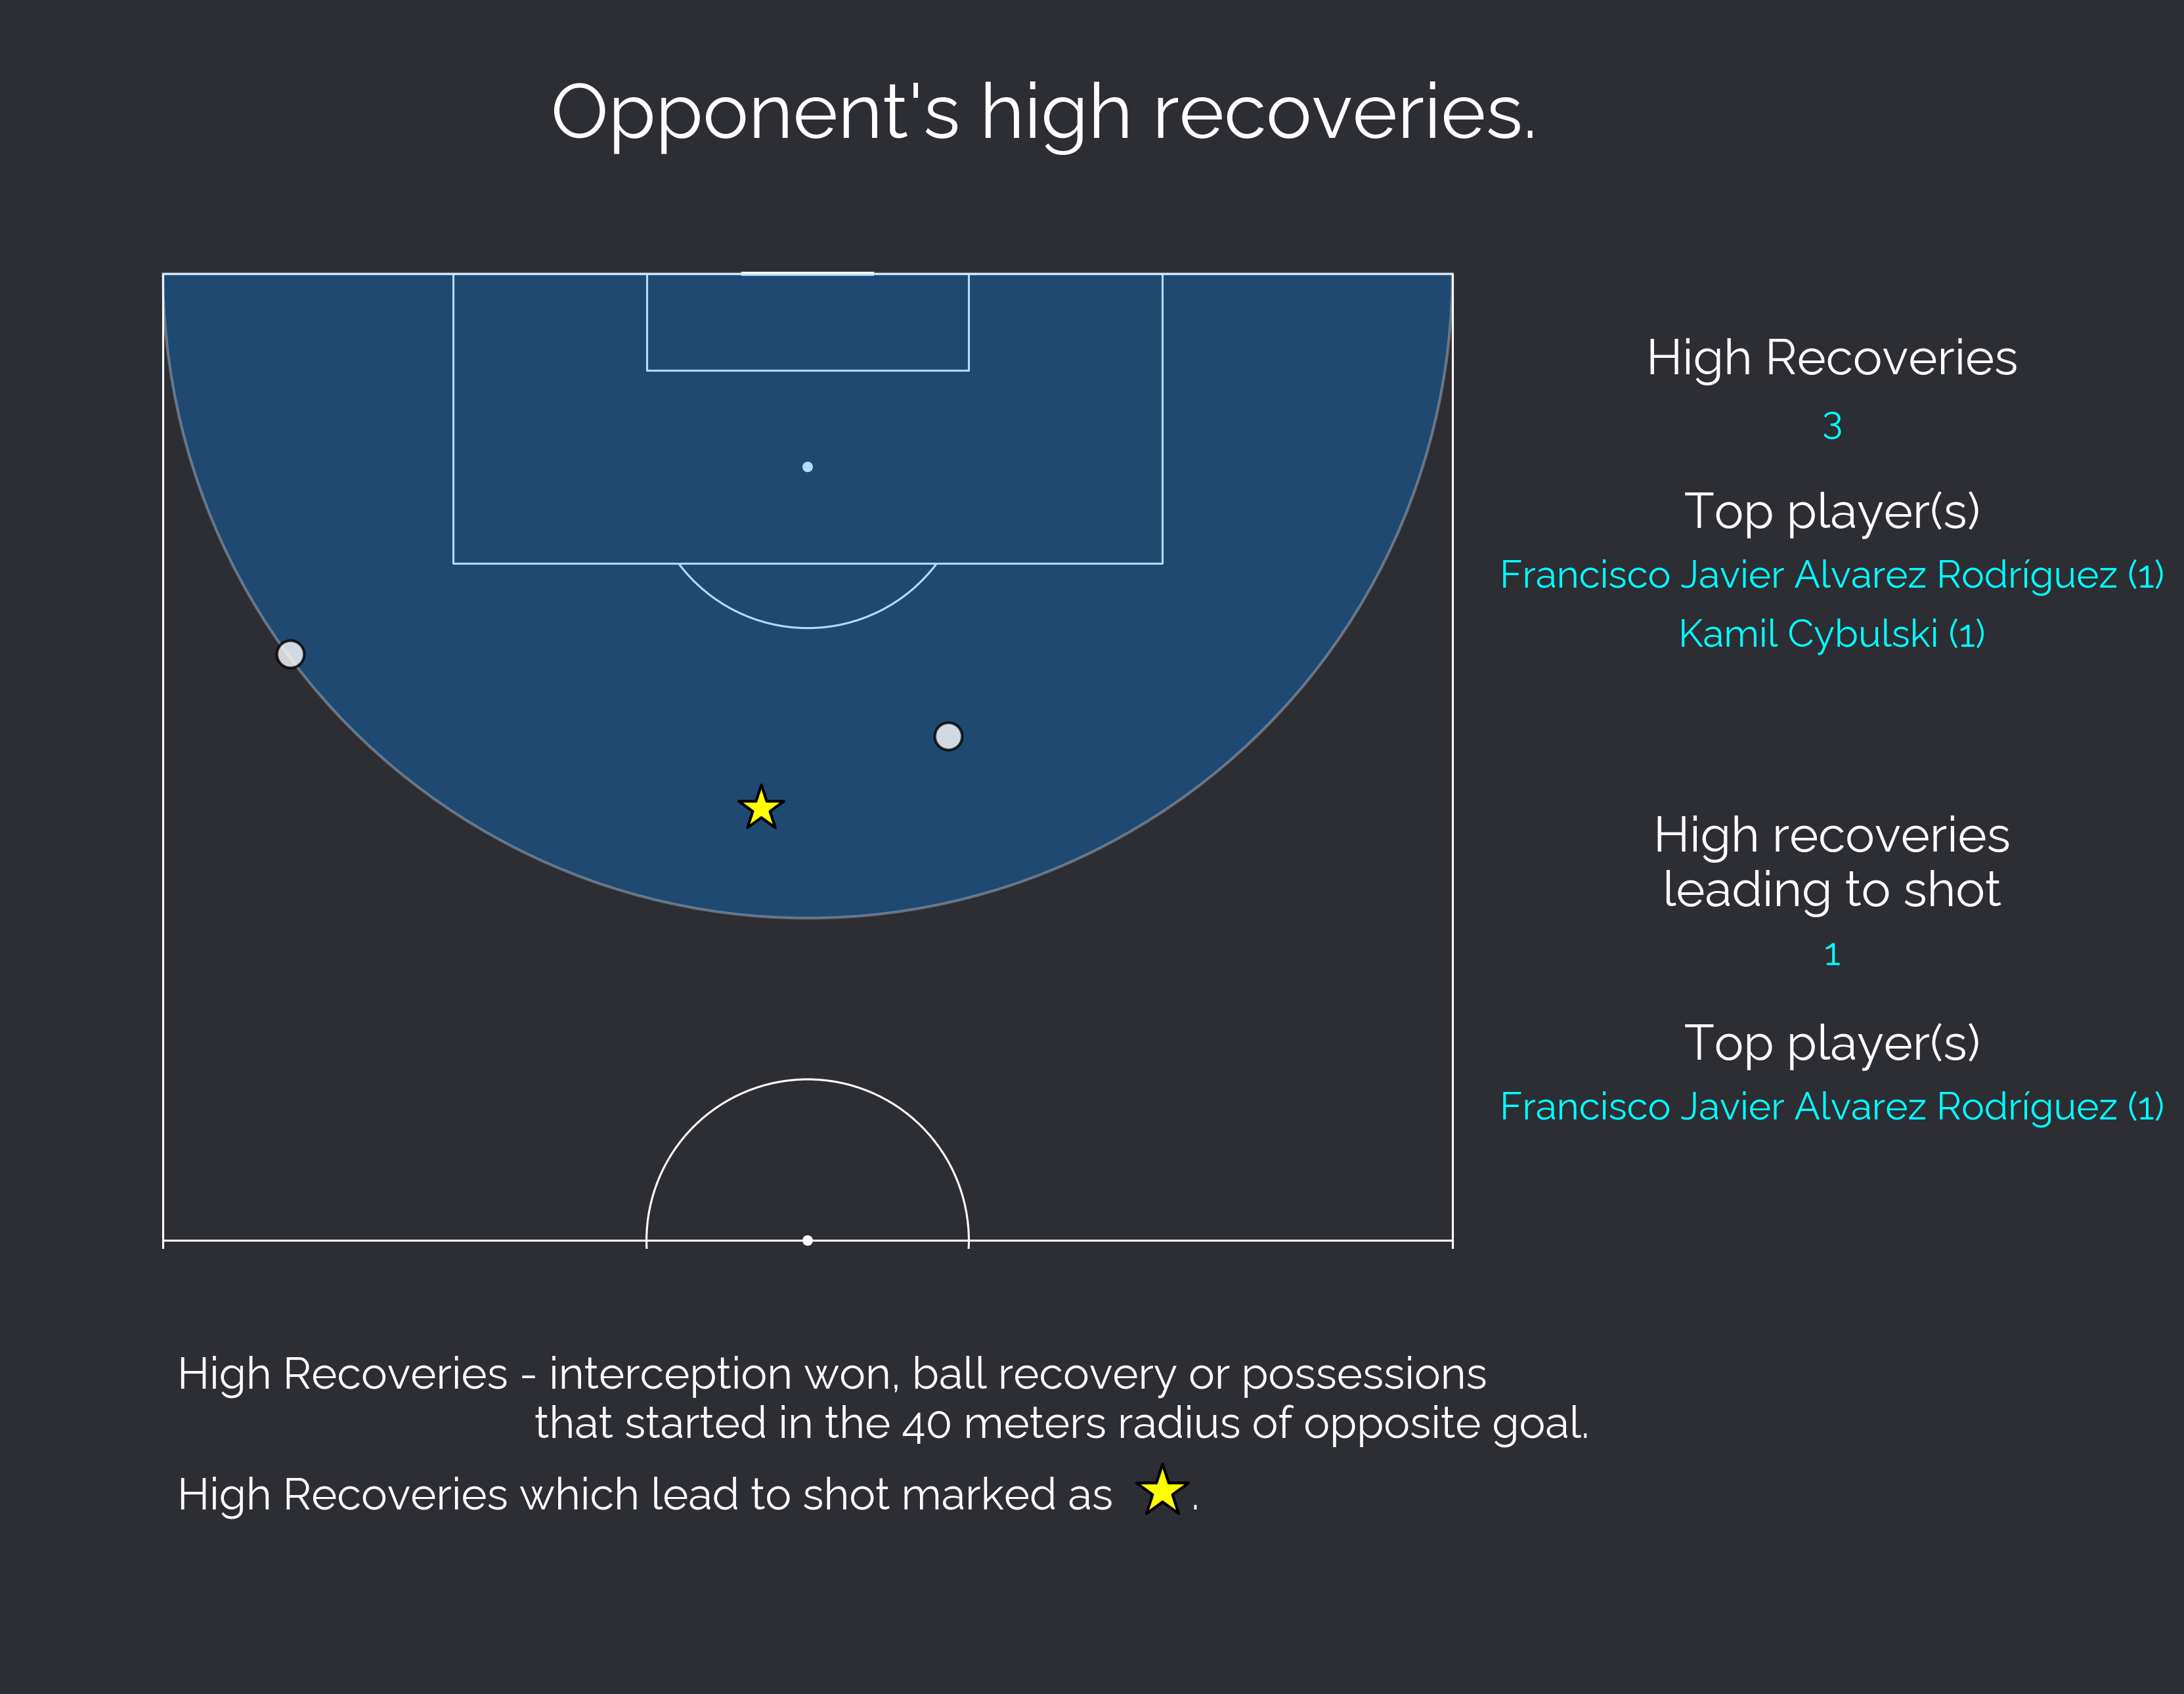 Opponent's high recoveries.
High Recoveries
3
Top player(s)
Francisco Javier Alvarez Rodríguez (1)
Kamil Cybulski (1)
High recoveries
leading to shot
1
Top player(s)
Francisco Javier Alvarez Rodríguez (1)
High Recoveries - interception won, ball recovery or possessions
that started in the 40 meters radius of opposite goal.
High Recoveries which lead to shot marked as .